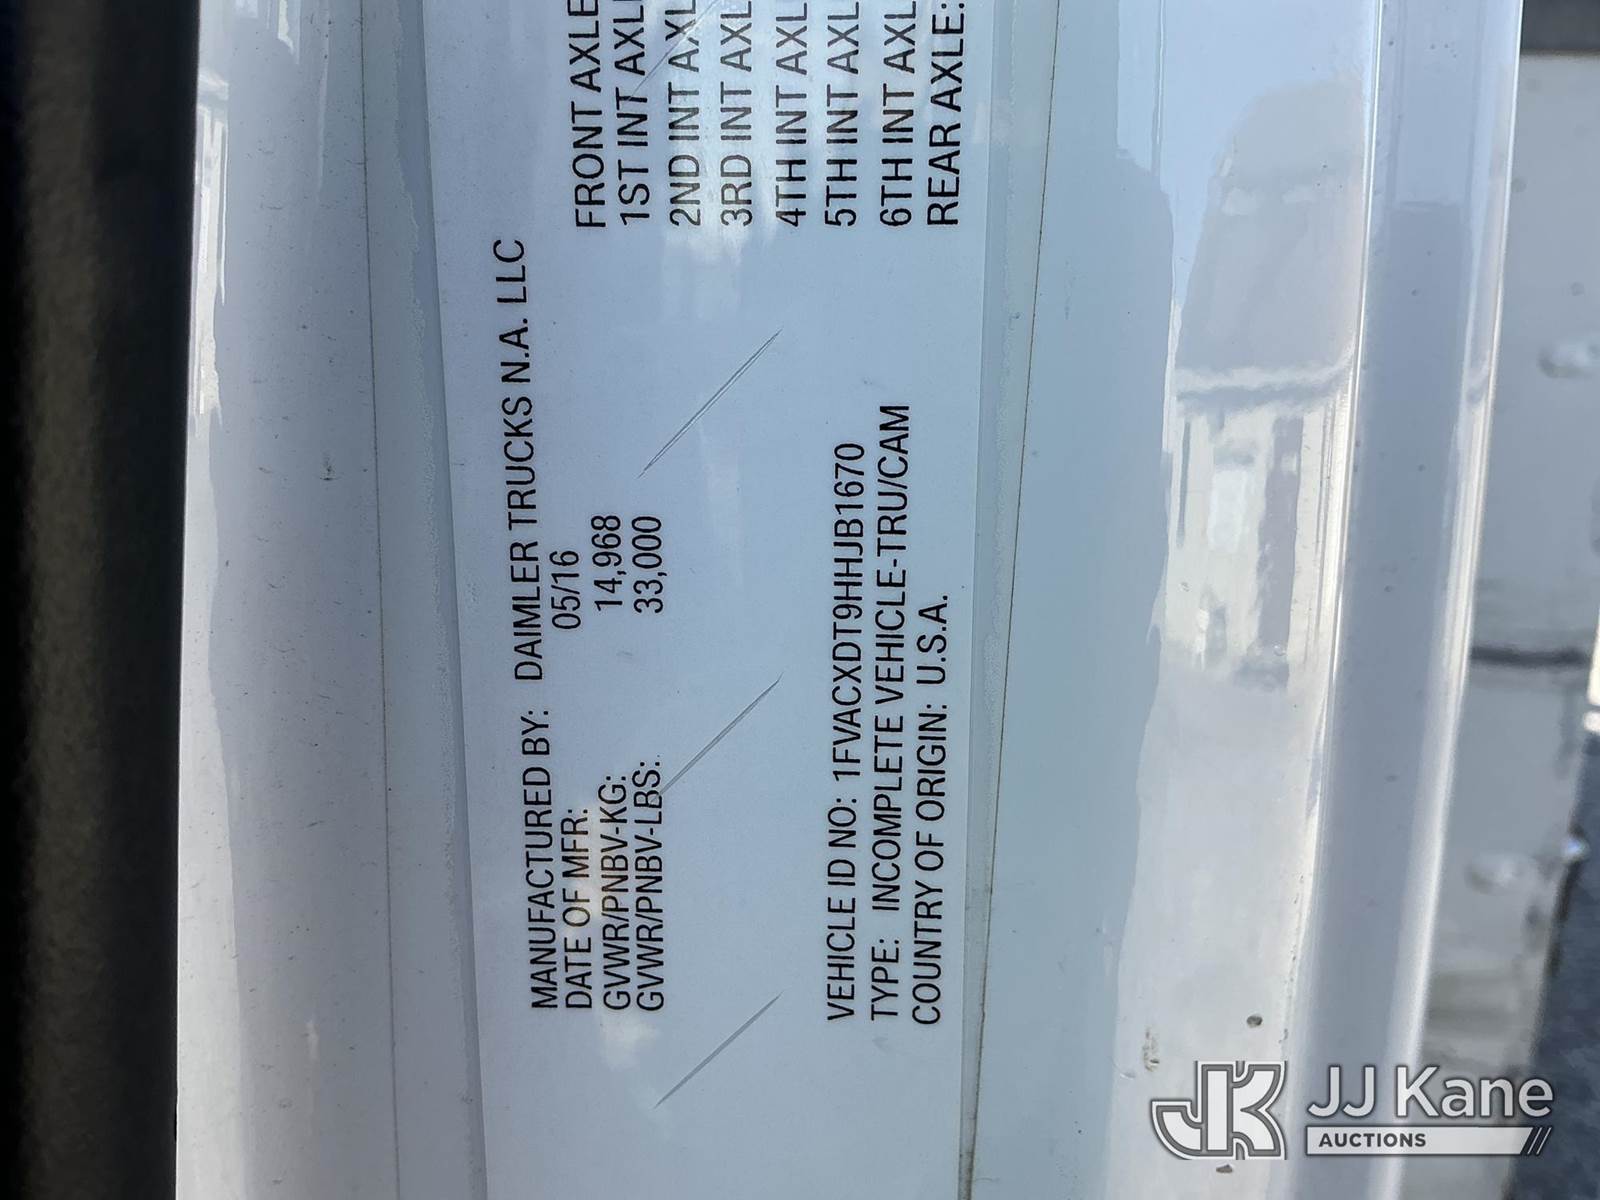 MANUFACTURED BY: DAIMLER TRUCKS N.A. LLC
DATE OF MFR: 05/16
GVWR/PNBV-KG: 14,968
GVWR/PNBV-LBS: 33,000
FRONT AXLE
1ST INT AXL
2ND INT AXL
3RD INT AXL
4TH INT AXL
5TH INT AXL
6TH INT AXL
REAR AXLE:
VEHICLE ID NO: 1FVACXDT9HHJB1670
TYPE: INCOMPLETE VEHICLE-TRU/CAM
COUNTRY OF ORIGIN: U.S.A.
JK JJ Kane
AUCTIONS